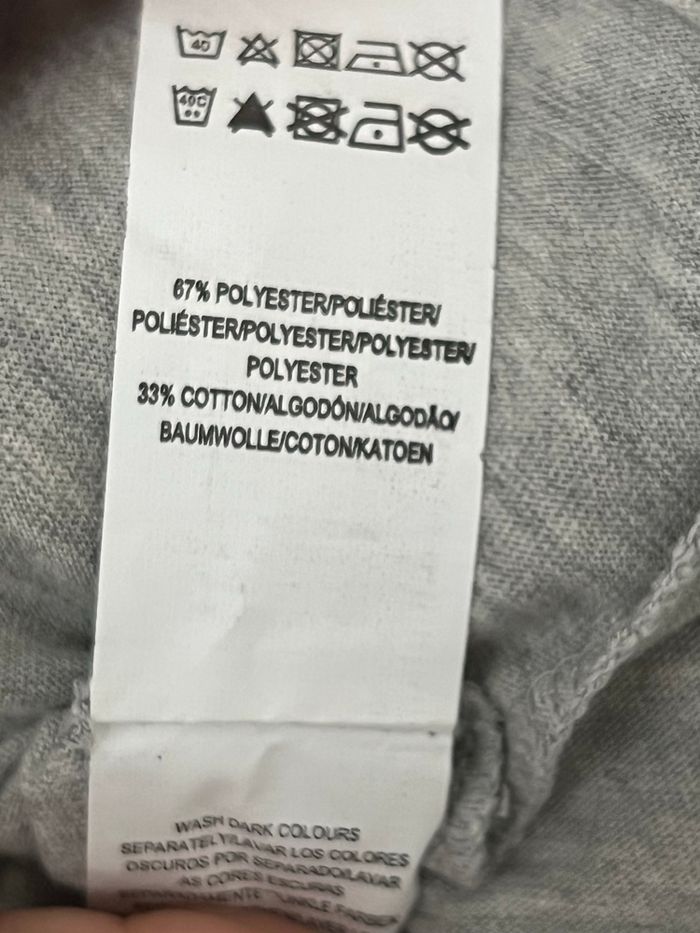 40
40C
67% POLYESTER/POLIÉSTER/
POLIÉSTER/POLYESTER/POLYESTER/
POLYESTER
33% COTTON/ALGODÓN/ALGODÃO/
BAUMWOLLE/COTON/KATOEN
WASH DARK COLOURS
SEPARATELY/LAVAR LOS COLORES
OSCUROS POR SEPARADO/LAVAR
AS CORES ESCURAS